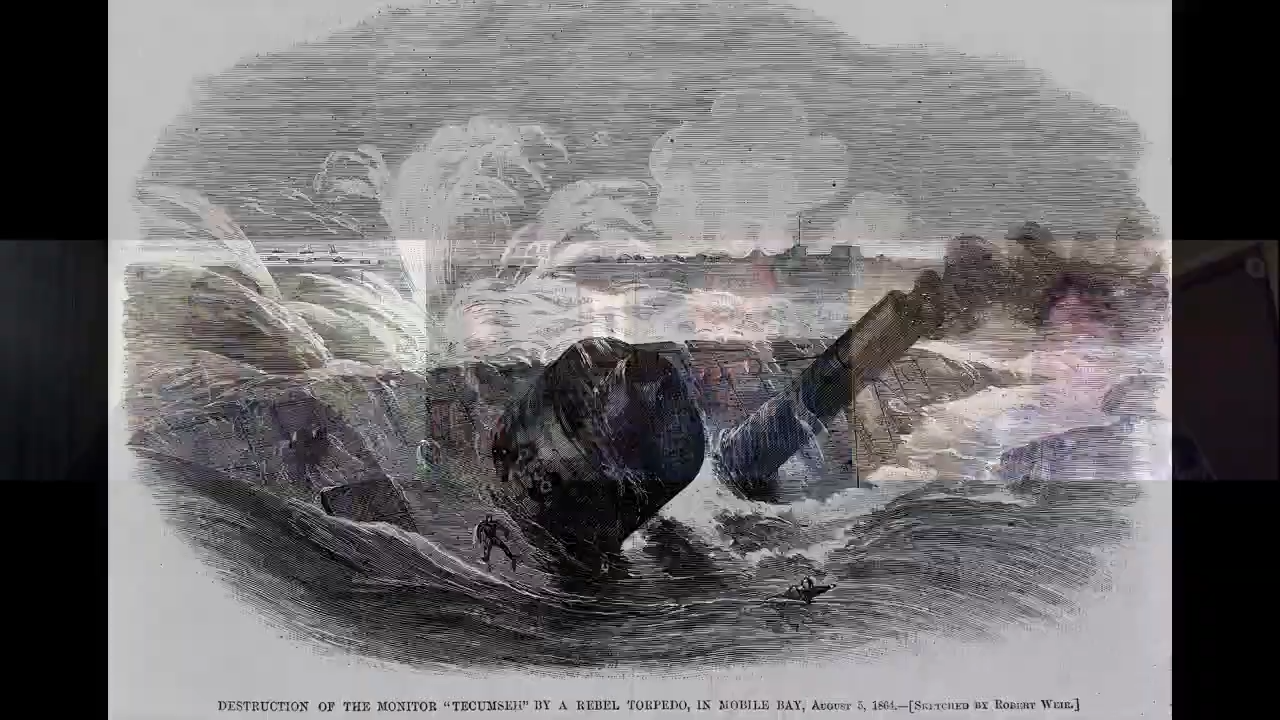 DESTRUCTION OF THE MONITOR "TECUMSEH" BY A REBEL TORPEDO, IN MOBILE BAY, August 5, 1864.—[Sketched by Robert Weir.]